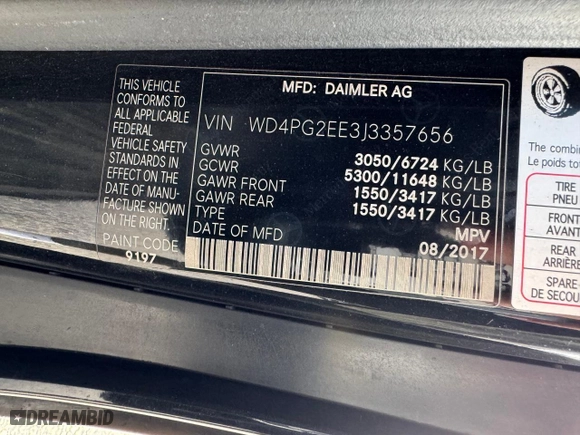 THIS VEHICLE
CONFORMS TO
ALL APPLICABLE
FEDERAL
VEHICLE SAFETY
STANDARDS IN
EFFECT ON THE
DATE OF MANU-
FACTURE SHOWN
ON THE RIGHT.
PAINT CODE
9197
MFD: DAIMLER AG
VIN WD4PG2EE3J3357656
GVWR 3050/6724 KG/LB
GCWR 5300/11648 KG/LB
GAWR FRONT 1550/3417 KG/LB
GAWR REAR 1550/3417 KG/LB
TYPE MPV
DATE OF MFD 08/2017
The combined
Le poids tot
TIRE
PNEU
FRONT
AVANT
REAR
ARRIÈRE
SPARE
DE SECOU
DREAMBID